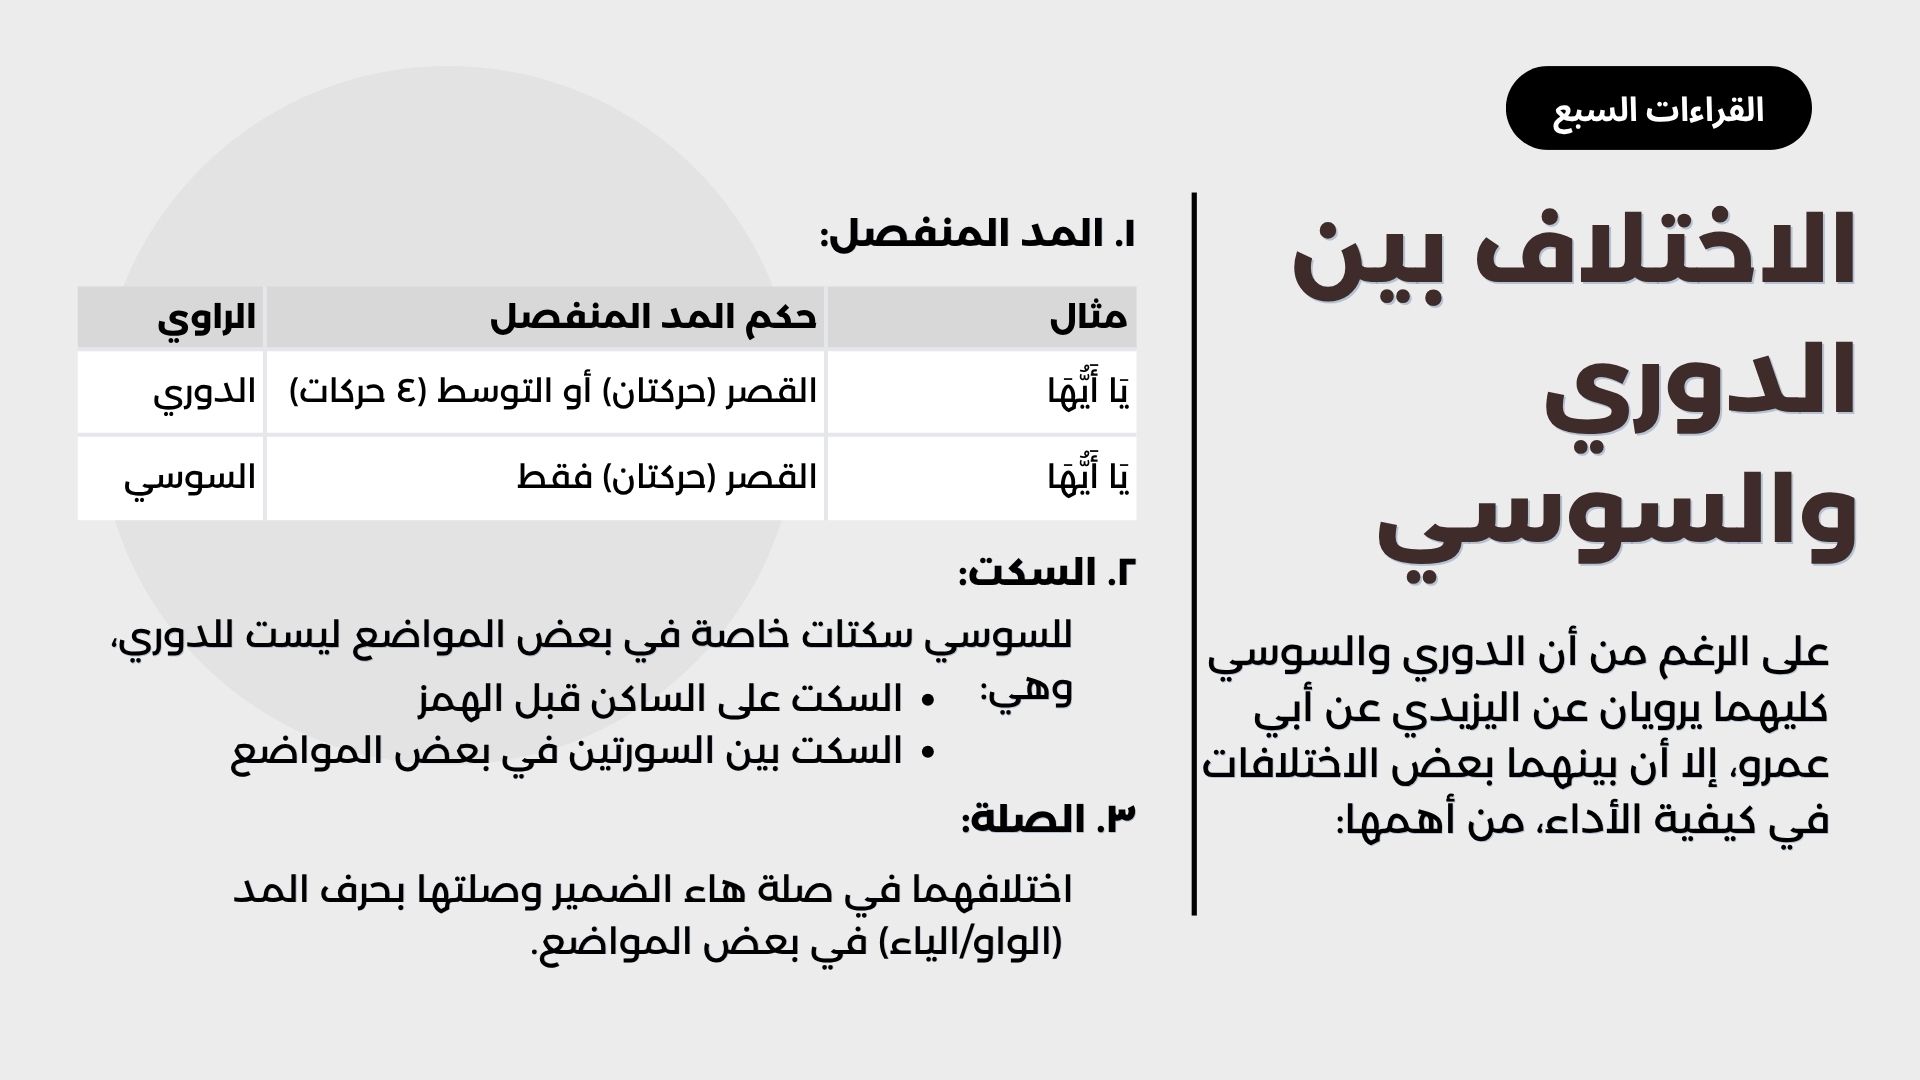 القراءات السبع
الاختلاف بين
الدوري
والسوسي
على الرغم من أن الدوري والسوسي
كليهما يرويان عن اليزيدي عن أبي
عمرو، إلا أن بينهما بعض الاختلافات
في كيفية الأداء، من أهمها:
١. المد المنفصل:
مثال حكم المد المنفصل الراوي
يَا أَيُّهَا القصر (حركتان) أو التوسط (٤ حركات) الدوري
يَا أَيُّهَا القصر (حركتان) فقط السوسي
٢. السكت:
للسوسي سكتات خاصة في بعض المواضع ليست للدوري،
وهي:
• السكت على الساكن قبل الهمز
• السكت بين السورتين في بعض المواضع
٣. الصلة:
اختلافهما في صلة هاء الضمير وصلتها بحرف المد
(الواو/الياء) في بعض المواضع.